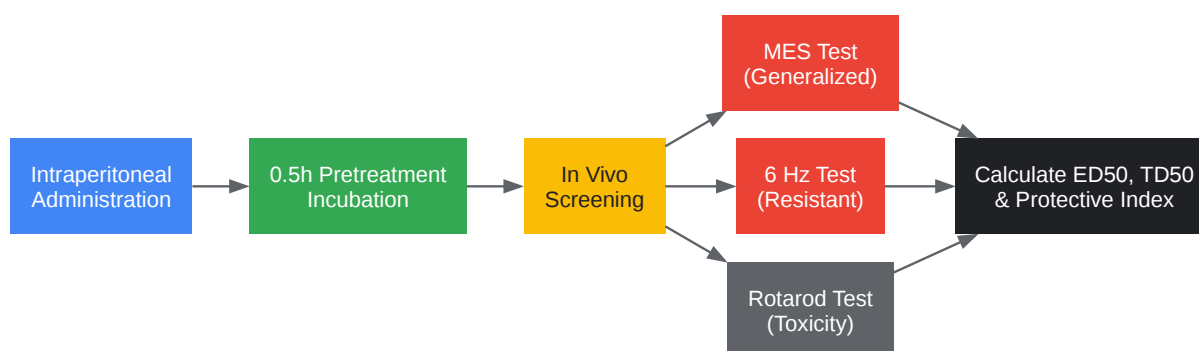 Intraperitoneal
Administration
0.5h Pretreatment
Incubation
In Vivo
Screening
MES Test
(Generalized)
6 Hz Test
(Resistant)
Rotarod Test
(Toxicity)
Calculate ED50, TD50
& Protective Index